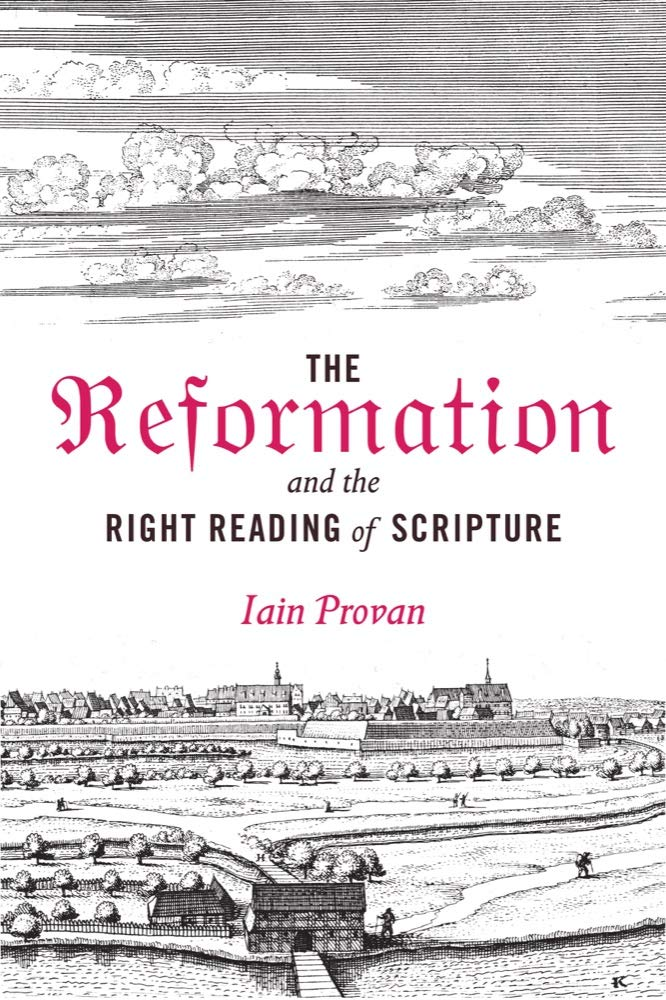 THE
Reformation
and the
RIGHT READING of SCRIPTURE
Iain Provan
H
K